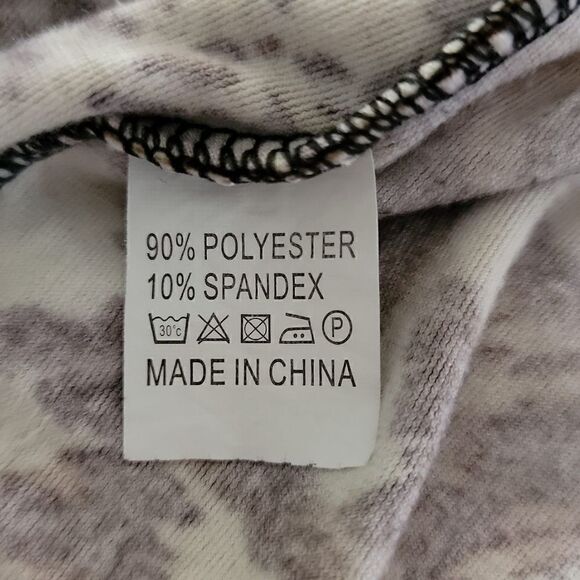 90% POLYESTER
10% SPANDEX
30°c P
MADE IN CHINA